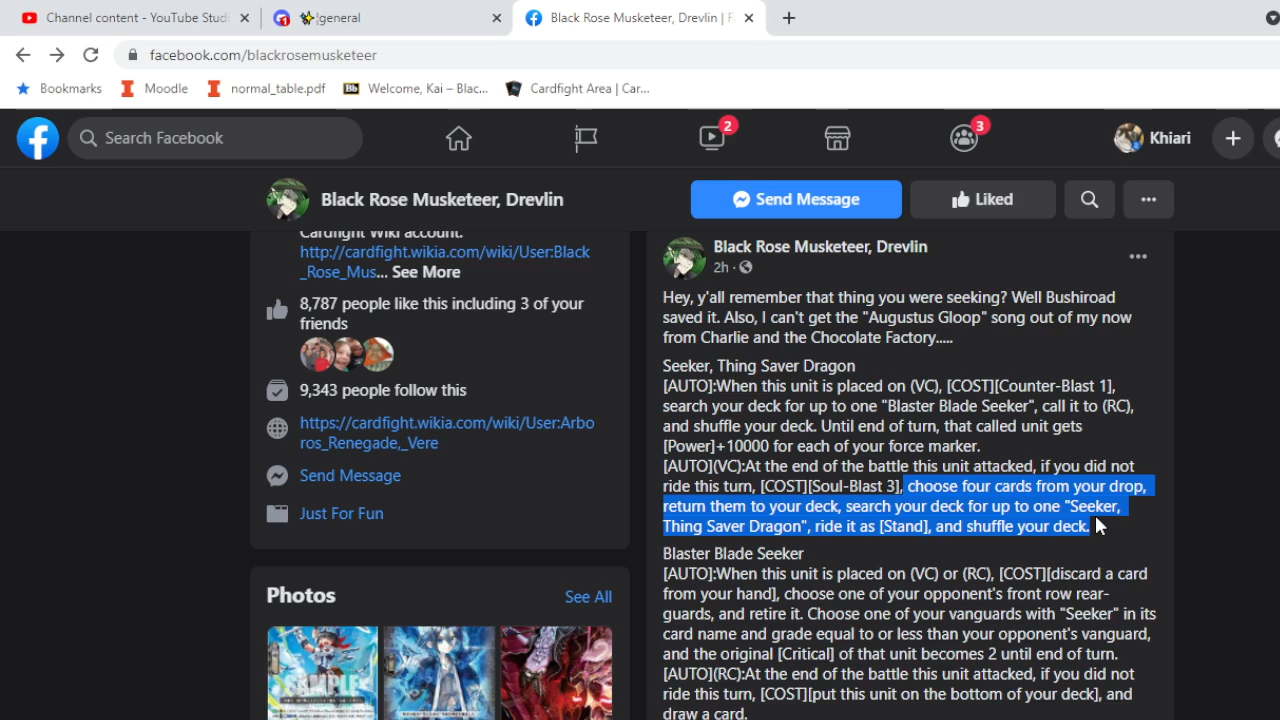 Channel content - YouTube Studi
1
general
Black Rose Musketeer, Drevlin | F
facebook.com/blackrosemusketeer
Bookmarks
Moodle
normal_table.pdf
Bb
Welcome, Kai – Blac...
Cardfight Area | Car...
Search Facebook
2
3
Khiari
Black Rose Musketeer, Drevlin
Send Message
Liked
Cardfight Wiki account.
http://cardfight.wikia.com/wiki/User:Black
_Rose_Mus... See More
8,787 people like this including 3 of your
friends
9,343 people follow this
https://cardfight.wikia.com/wiki/User:Arbo
ros_Renegade,_Vere
Send Message
Just For Fun
Photos
See All
SAMPLE
Black Rose Musketeer, Drevlin
2h
Hey, y'all remember that thing you were seeking? Well Bushiroad
saved it. Also, I can't get the "Augustus Gloop" song out of my now
from Charlie and the Chocolate Factory.....
Seeker, Thing Saver Dragon
[AUTO]:When this unit is placed on (VC), [COST][Counter-Blast 1],
search your deck for up to one "Blaster Blade Seeker", call it to (RC),
and shuffle your deck. Until end of turn, that called unit gets
[Power]+10000 for each of your force marker.
[AUTO](VC):At the end of the battle this unit attacked, if you did not
ride this turn, [COST][Soul-Blast 3], choose four cards from your drop,
return them to your deck, search your deck for up to one "Seeker,
Thing Saver Dragon", ride it as [Stand], and shuffle your deck.
Blaster Blade Seeker
[AUTO]:When this unit is placed on (VC) or (RC), [COST][discard a card
from your hand], choose one of your opponent's front row rear-
guards, and retire it. Choose one of your vanguards with "Seeker" in its
card name and grade equal to or less than your opponent's vanguard,
and the original [Critical] of that unit becomes 2 until end of turn.
[AUTO](RC):At the end of the battle this unit attacked, if you did not
ride this turn, [COST][put this unit on the bottom of your deck], and
draw a card.